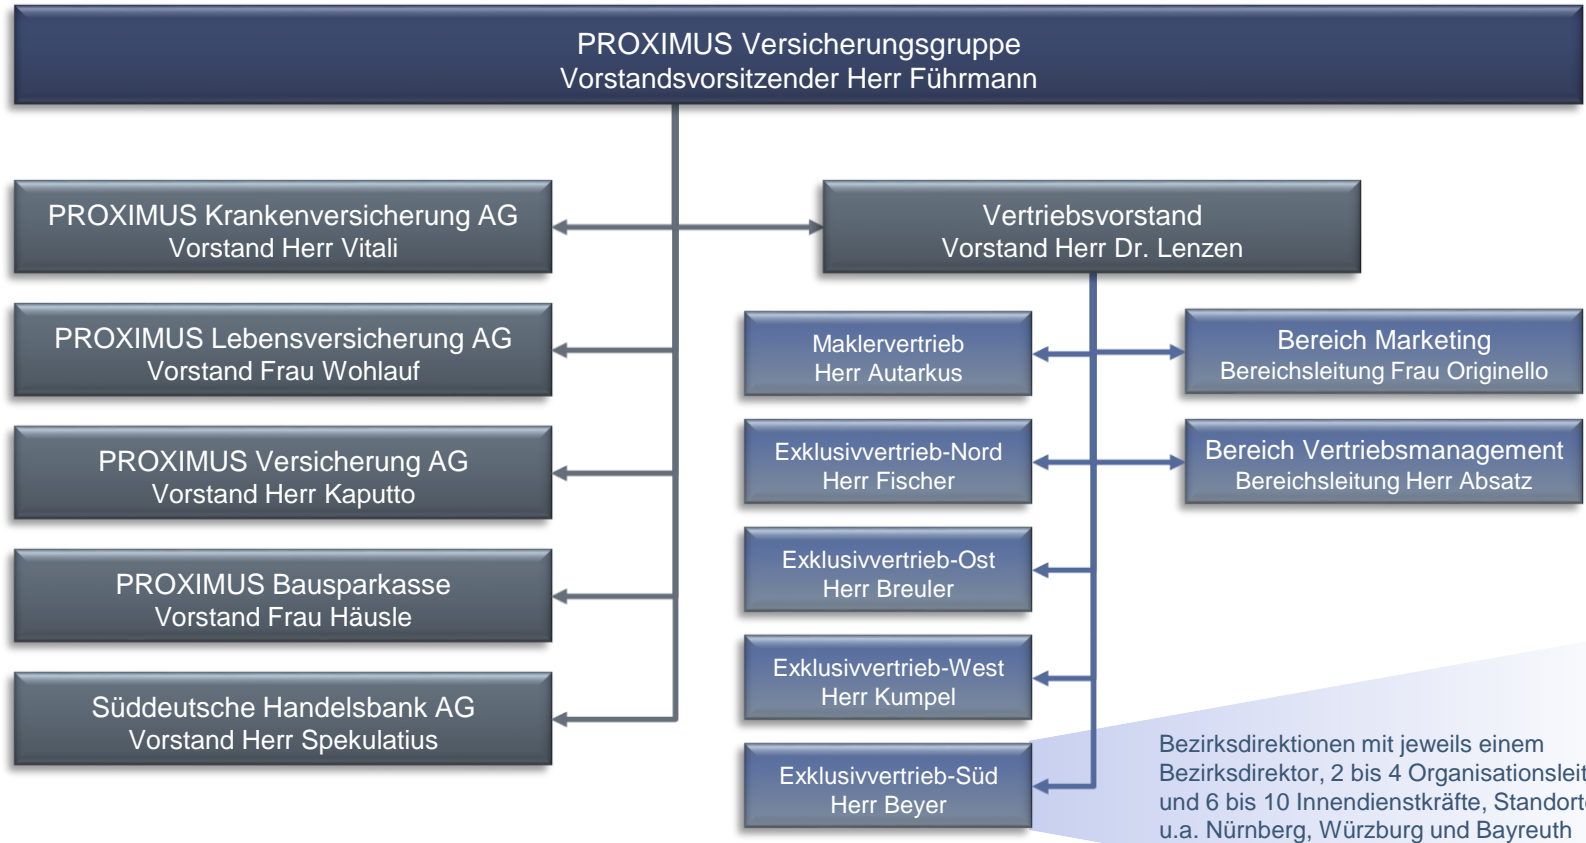 PROXIMUS Versicherungsgruppe
Vorstandsvorsitzender Herr Führmann
PROXIMUS Krankenversicherung AG
Vorstand Herr Vitali
PROXIMUS Lebensversicherung AG
Vorstand Frau Wohlauf
PROXIMUS Versicherung AG
Vorstand Herr Kaputto
PROXIMUS Bausparkasse
Vorstand Frau Häusle
Süddeutsche Handelsbank AG
Vorstand Herr Spekulatius
Vertriebsvorstand
Vorstand Herr Dr. Lenzen
Maklervertrieb
Herr Autarkus
Exklusivvertrieb-Nord
Herr Fischer
Exklusivvertrieb-Ost
Herr Breuler
Exklusivvertrieb-West
Herr Kumpel
Exklusivvertrieb-Süd
Herr Beyer
Bereich Marketing
Bereichsleitung Frau Originello
Bereich Vertriebsmanagement
Bereichsleitung Herr Absatz
Bezirksdirektionen mit jeweils einem
Bezirksdirektor, 2 bis 4
und 6 bis 10 Innendienstkräfte,
u.a. Nürnberg, Würzburg und Bayreuth